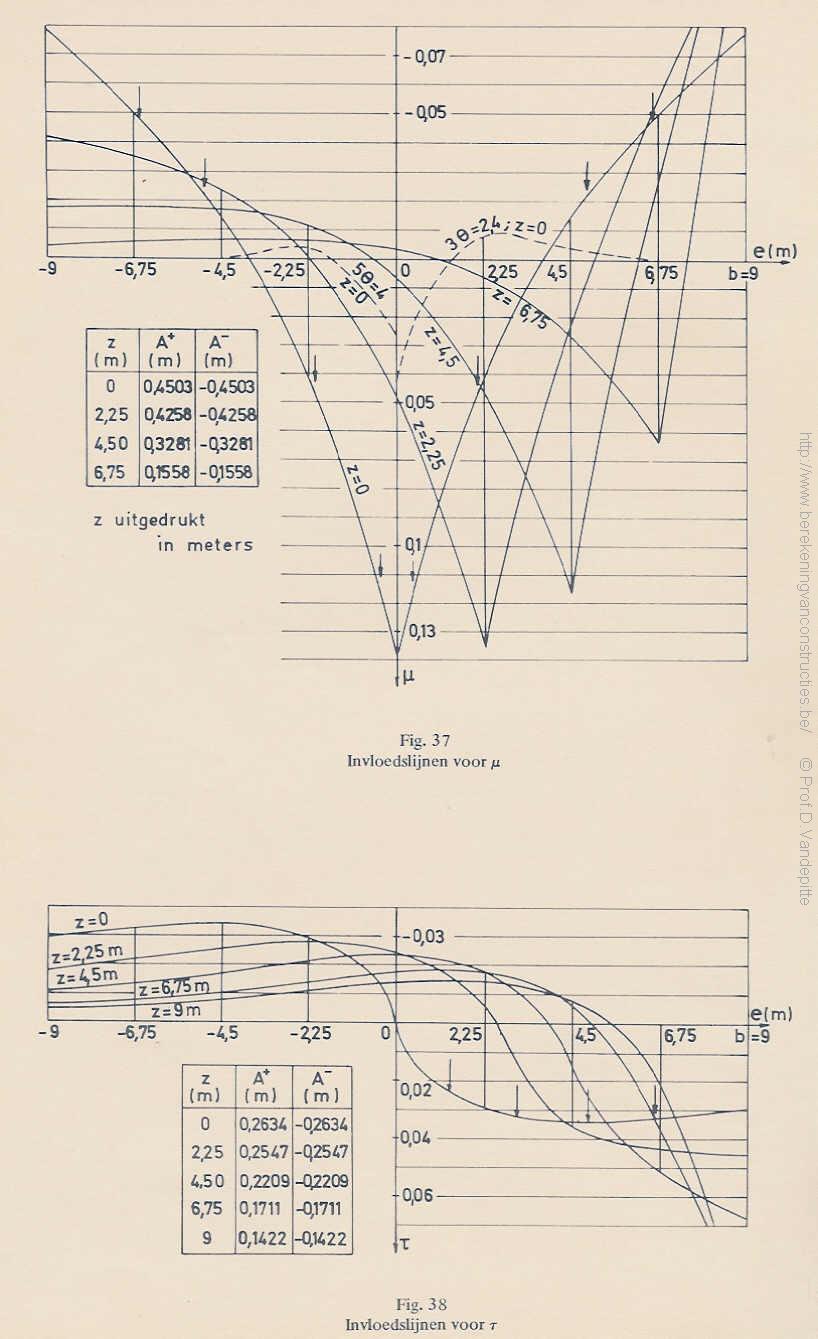 -0,07
-0,05
3θ=2,4 ; z=0
e(m)
-9
-6,75
-4,5
-2,25
0
2,25
4,5
6,75
b=9
5θ=4
z=0
z= 6,75
z=4,5
z (m)
A⁺ (m)
A⁻ (m)
0 0,4503 -0,4503
2,25 0,4258 -0,4258
4,50 0,3281 -0,3281
6,75 0,1558 -0,1558
0,05
z=2,25
z=0
z uitgedrukt
in meters
0,1
0,13
μ
Fig. 37
Invloedslijnen voor μ
z=0
-0,03
z=2,25 m
z=4,5m
z=6,75m
z=9m
e(m)
-9
-6,75
-4,5
-2,25
0
2,25
4,5
6,75
b=9
z (m)
A⁺ (m)
A⁻ (m)
0 0,2634 -0,2634
2,25 0,2547 -0,2547
4,50 0,2209 -0,2209
6,75 0,1711 -0,1711
9 0,1422 -0,1422
0,02
0,04
0,06
τ
Fig. 38
Invloedslijnen voor τ
http://www.berekeningvanconstructies.be/ © Prof.D.Vandepitte